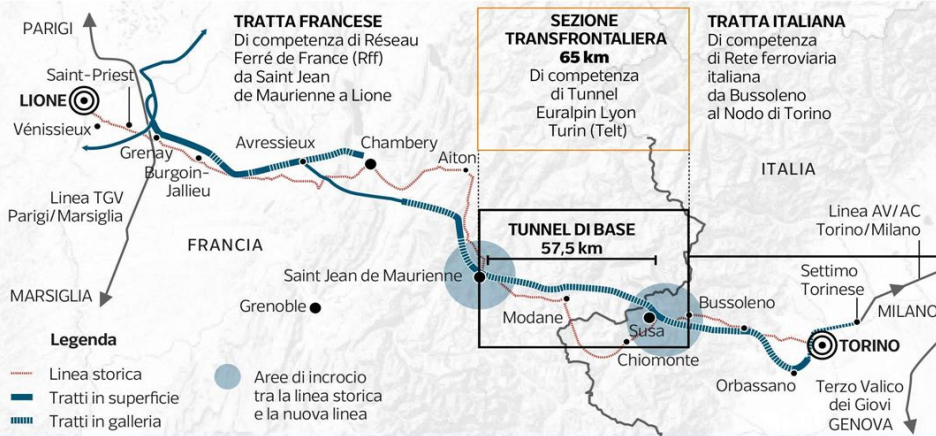 PARIGI
Saint-Priest
LIONE
Vénissieux
Grenay
Burgoin-
Jallieu
Linea TGV
Parigi/Marsiglia
MARSIGLIA
TRATTA FRANCESE
Di competenza di Réseau
Ferré de France (Rff)
da Saint Jean
de Maurienne a Lione
Avressieux
Chambery
Aiton
FRANCIA
Saint Jean de Maurienne
Grenoble
SEZIONE
TRANSFRONTALIERA
65 km
Di competenza
di Tunnel
Euralpin Lyon
Turin (Telt)
TUNNEL DI BASE
57,5 km
Modane
Susa
Chiomonte
TRATTA ITALIANA
Di competenza
di Rete ferroviaria
italiana
da Bussoleno
al Nodo di Torino
ITALIA
Linea AV/AC
Torino/Milano
Settimo
Torinese
Bussoleno
MILANO
TORINO
Orbassano
Terzo Valico
dei Giovi
GENOVA
Legenda
Linea storica
Tratti in superficie
Tratti in galleria
Aree di incrocio
tra la linea storica
e la nuova linea